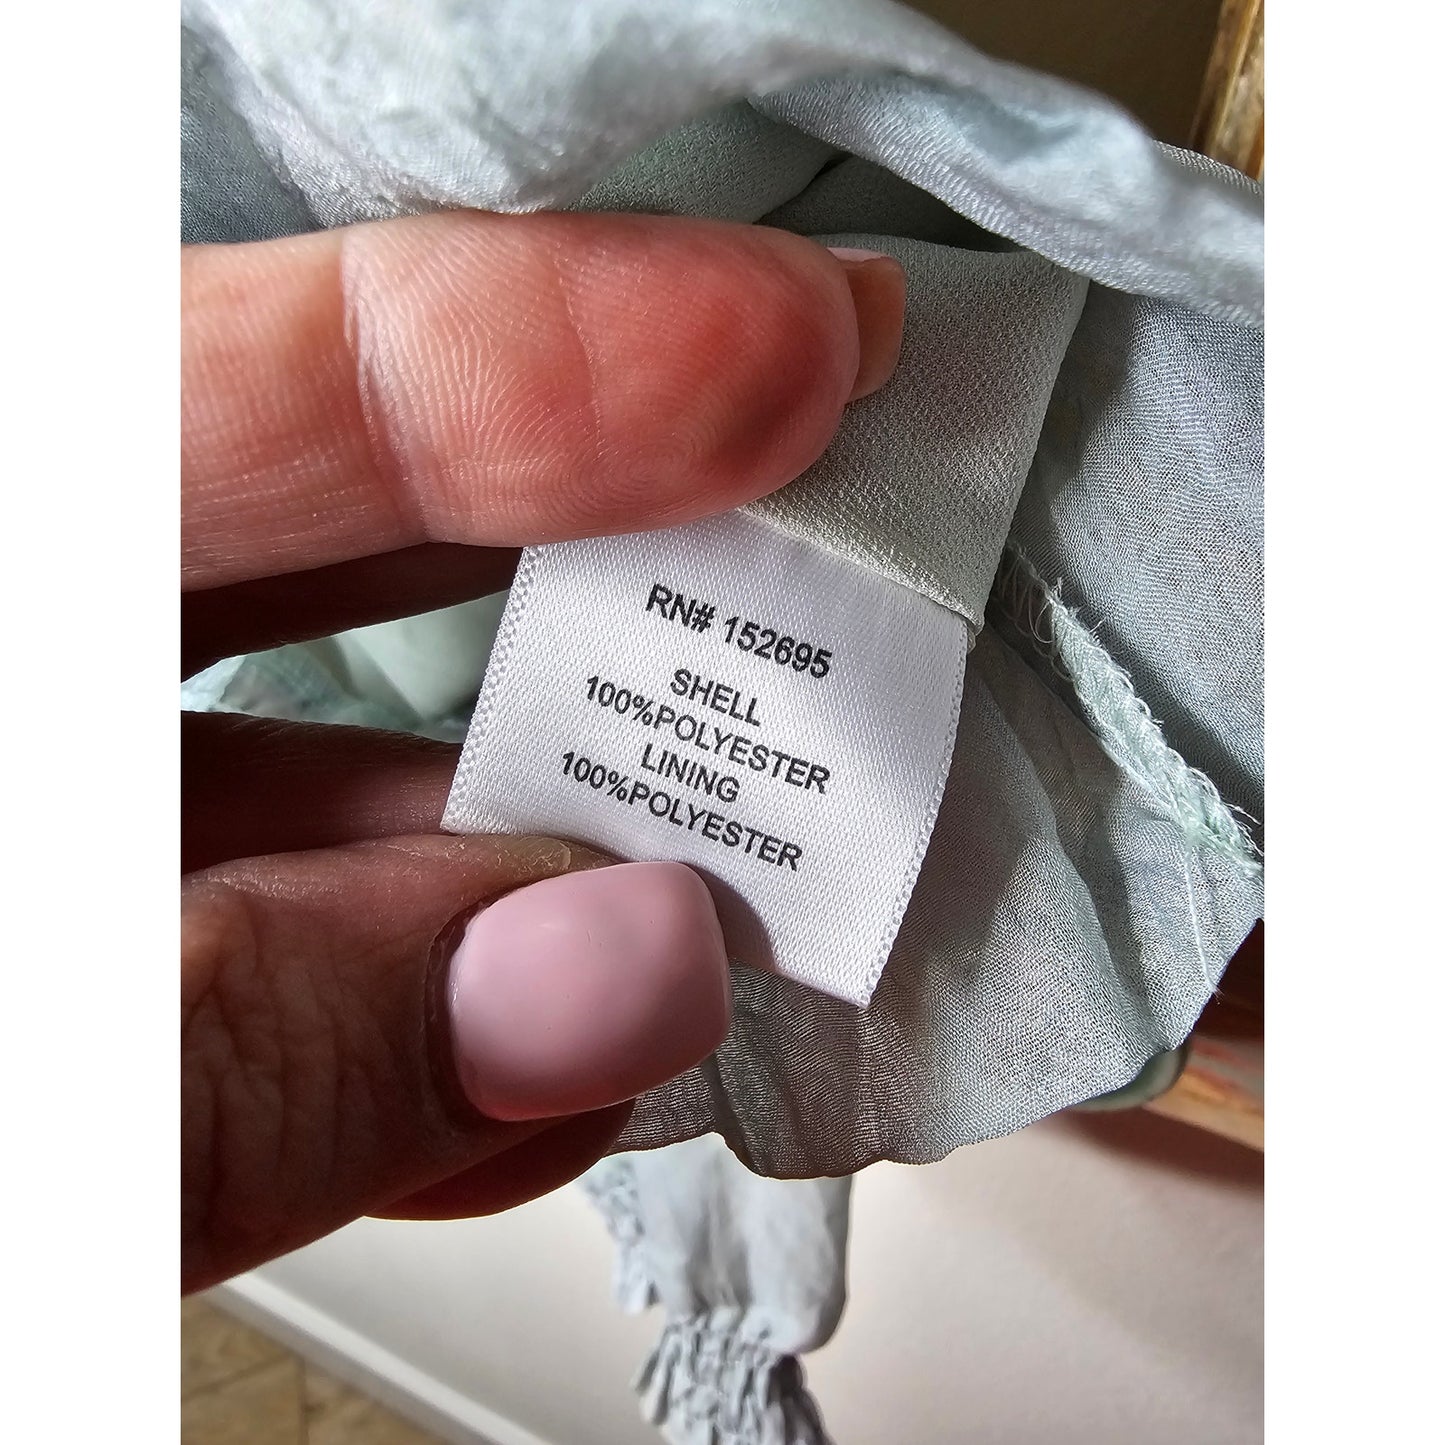 RN# 152695
SHELL
100%POLYESTER
LINING
100%POLYESTER